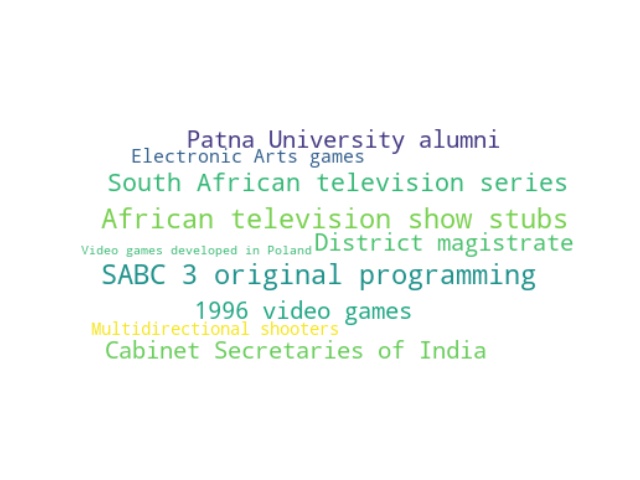 Patna University alumni
Electronic Arts games
South African television series
African television show stubs
District magistrate
Video games developed in Poland
SABC 3 original programming
1996 video games
Multidirectional shooters
Cabinet Secretaries of India